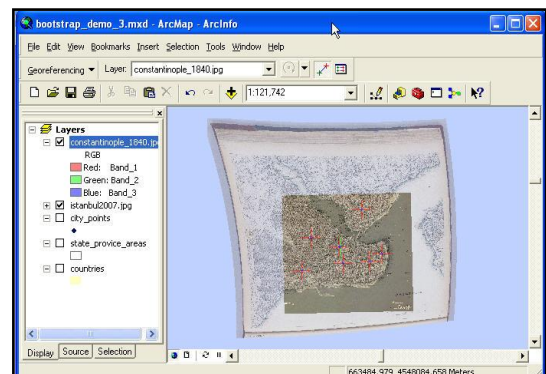 bootstrap_demo_3.mxd - ArcMap - ArcInfo
File Edit View Bookmarks Insert Selection Tools Window Help
Georeferencing Layer: constantinople_1840.jpg
1:121,742
Layers
constantinople_1840.jp
RGB
Red: Band_1
Green: Band_2
Blue: Band_3
istanbul2007.jpg
city_points
state_provice_areas
countries
Display Source Selection
663484.979 4548084.658 Meters